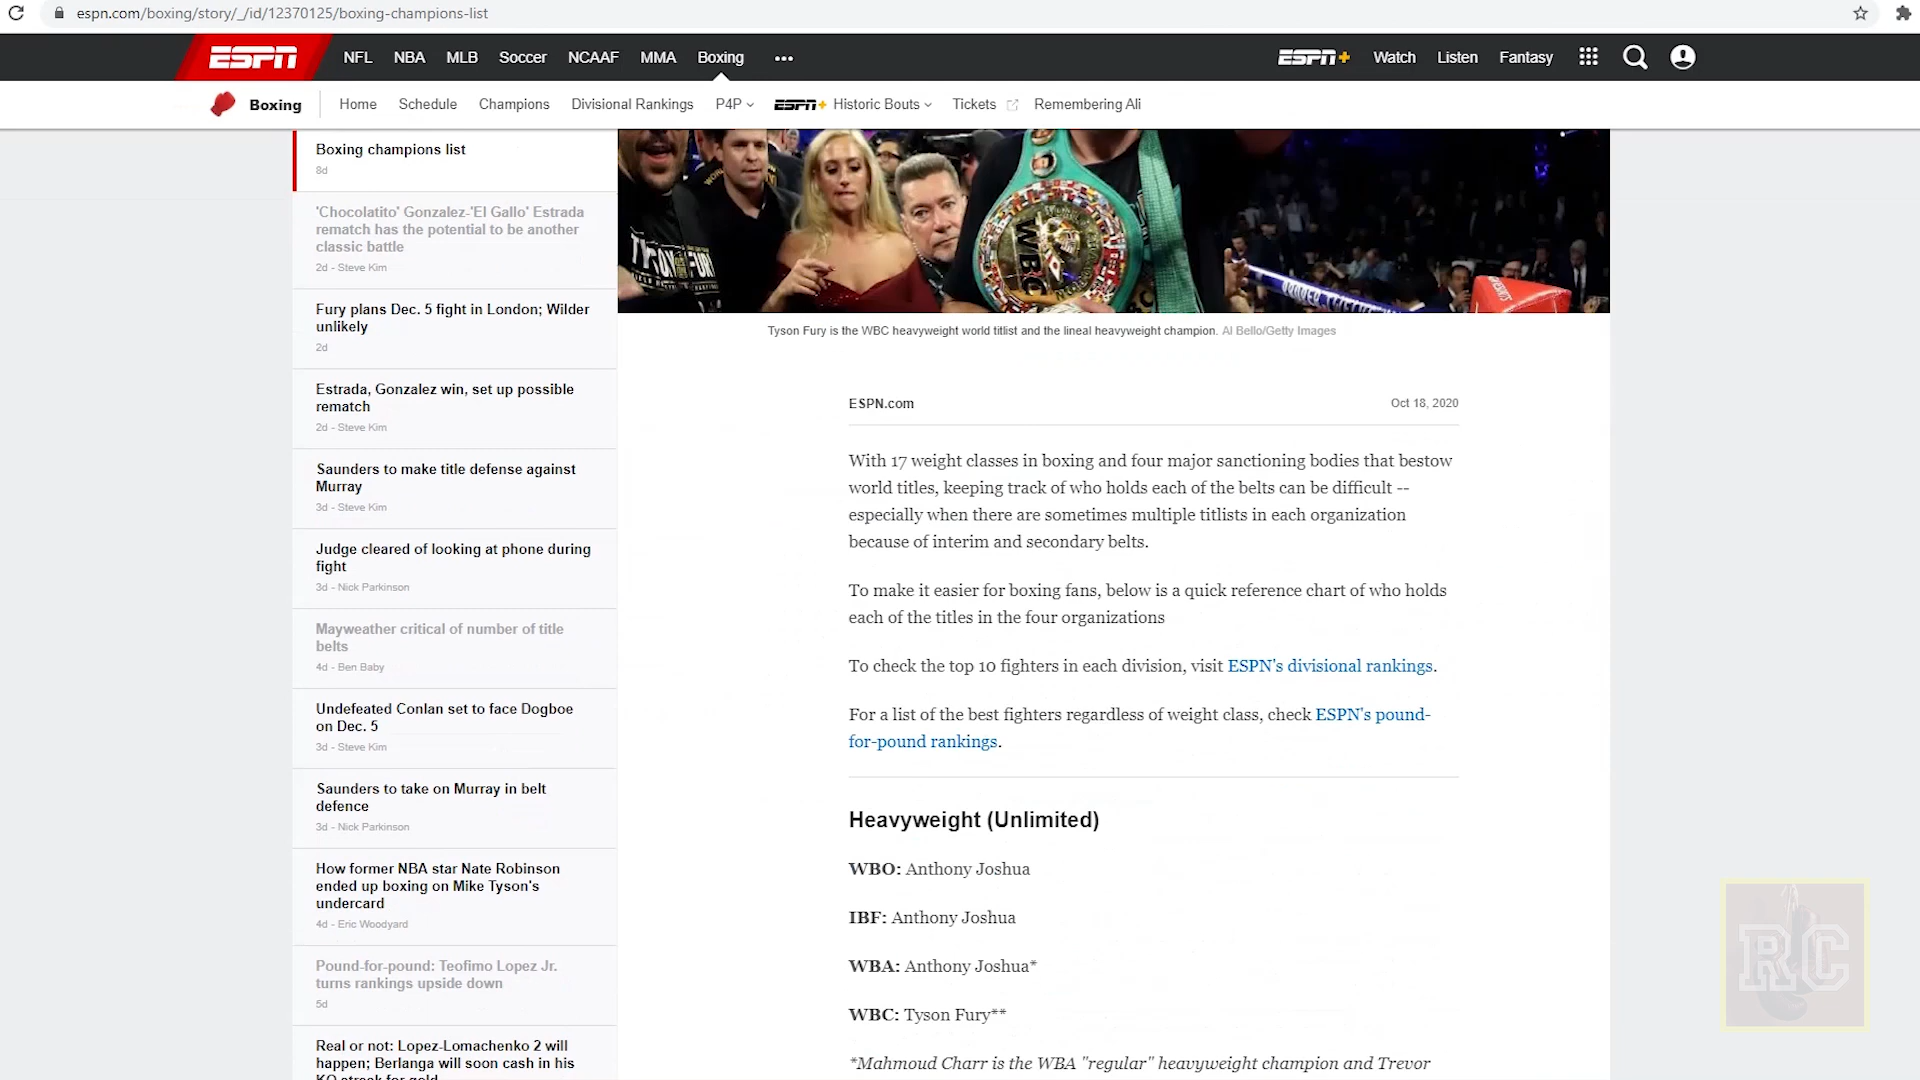 espn.com/boxing/story/_/id/12370125/boxing-champions-list
ESPN NFL NBA MLB Soccer NCAAF MMA Boxing ••• ESPN+ Watch Listen Fantasy
Boxing Home Schedule Champions Divisional Rankings P4P ESPN+ Historic Bouts Tickets Remembering Ali
Boxing champions list
8d
'Chocolatito' Gonzalez-'El Gallo' Estrada
rematch has the potential to be another
classic battle
2d - Steve Kim
Fury plans Dec. 5 fight in London; Wilder
unlikely
2d
Estrada, Gonzalez win, set up possible
rematch
2d - Steve Kim
Saunders to make title defense against
Murray
3d - Steve Kim
Judge cleared of looking at phone during
fight
3d - Nick Parkinson
Mayweather critical of number of title
belts
4d - Ben Baby
Undefeated Conlan set to face Dogboe
on Dec. 5
3d - Steve Kim
Saunders to take on Murray in belt
defence
3d - Nick Parkinson
How former NBA star Nate Robinson
ended up boxing on Mike Tyson's
undercard
4d - Eric Woodyard
Pound-for-pound: Teofimo Lopez Jr.
turns rankings upside down
5d
Real or not: Lopez-Lomachenko 2 will
happen; Berlanga will soon cash in his
KO streak for gold
TYSON FURY
WBC
Tyson Fury is the WBC heavyweight world titlist and the lineal heavyweight champion. Al Bello/Getty Images
ESPN.com Oct 18, 2020
With 17 weight classes in boxing and four major sanctioning bodies that bestow
world titles, keeping track of who holds each of the belts can be difficult --
especially when there are sometimes multiple titlists in each organization
because of interim and secondary belts.
To make it easier for boxing fans, below is a quick reference chart of who holds
each of the titles in the four organizations
To check the top 10 fighters in each division, visit ESPN's divisional rankings.
For a list of the best fighters regardless of weight class, check ESPN's pound-
for-pound rankings.
Heavyweight (Unlimited)
WBO: Anthony Joshua
IBF: Anthony Joshua
WBA: Anthony Joshua*
WBC: Tyson Fury**
*Mahmoud Charr is the WBA "regular" heavyweight champion and Trevor
RC